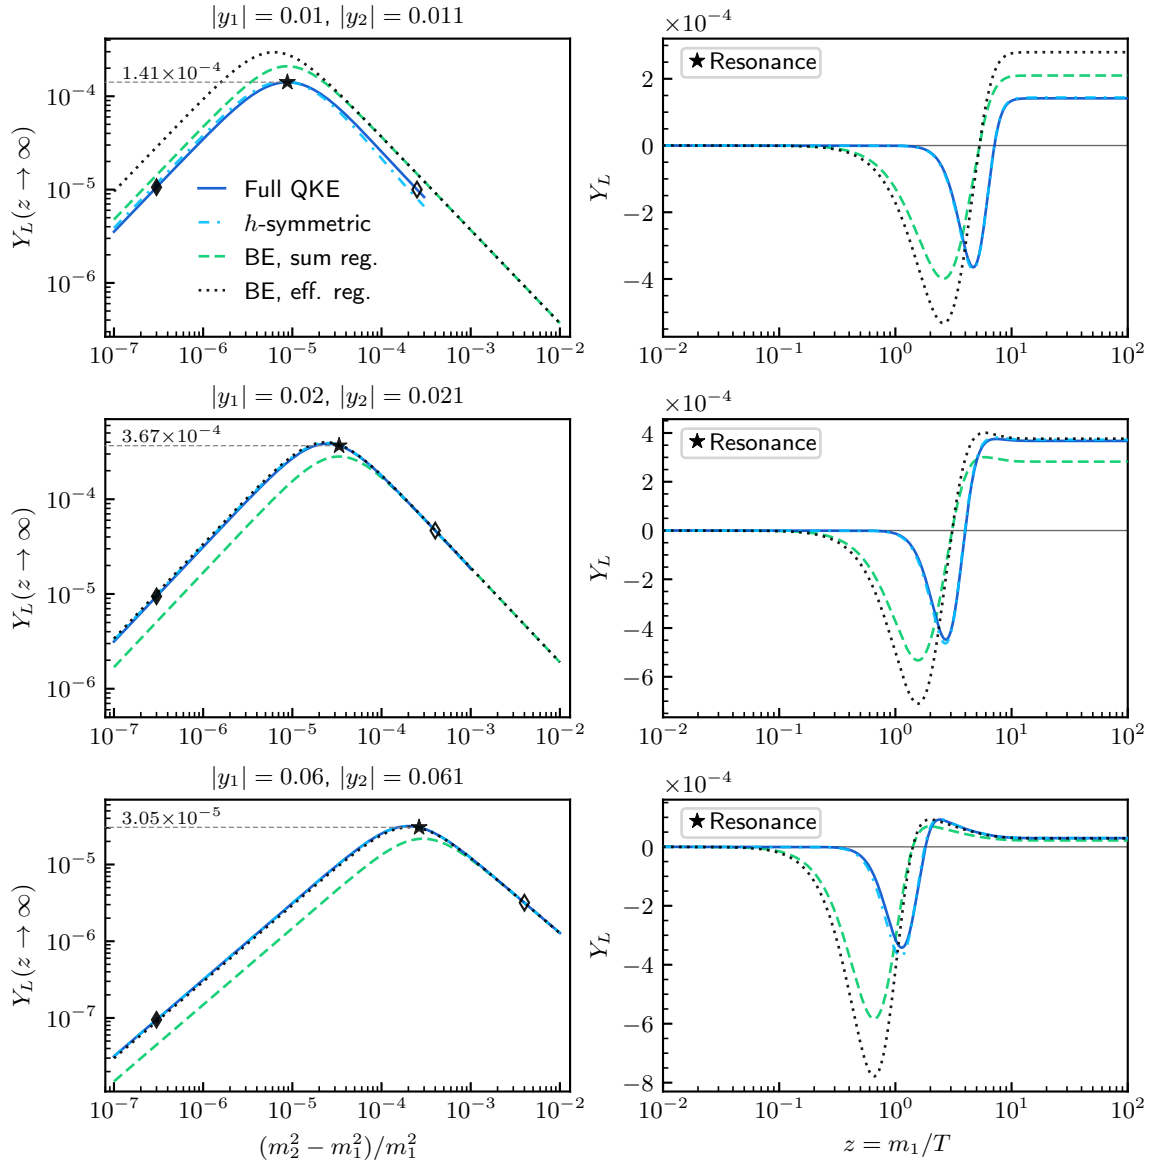 |y₁| = 0.01, |y₂| = 0.011
Y_L(z → ∞)
10⁻⁴
10⁻⁵
10⁻⁶
1.41×10⁻⁴
Full QKE
h-symmetric
BE, sum reg.
BE, eff. reg.
10⁻⁷ 10⁻⁶ 10⁻⁵ 10⁻⁴ 10⁻³ 10⁻²
×10⁻⁴
★ Resonance
Y_L
2
0
−2
−4
10⁻² 10⁻¹ 10⁰ 10¹ 10²
|y₁| = 0.02, |y₂| = 0.021
Y_L(z → ∞)
3.67×10⁻⁴
10⁻⁴
10⁻⁵
10⁻⁶
10⁻⁷ 10⁻⁶ 10⁻⁵ 10⁻⁴ 10⁻³ 10⁻²
×10⁻⁴
★ Resonance
Y_L
4
2
0
−2
−4
−6
10⁻² 10⁻¹ 10⁰ 10¹ 10²
|y₁| = 0.06, |y₂| = 0.061
Y_L(z → ∞)
3.05×10⁻⁵
10⁻⁵
10⁻⁶
10⁻⁷
10⁻⁷ 10⁻⁶ 10⁻⁵ 10⁻⁴ 10⁻³ 10⁻²
(m₂² − m₁²)/m₁²
×10⁻⁴
★ Resonance
Y_L
0
−2
−4
−6
−8
10⁻² 10⁻¹ 10⁰ 10¹ 10²
z = m₁/T